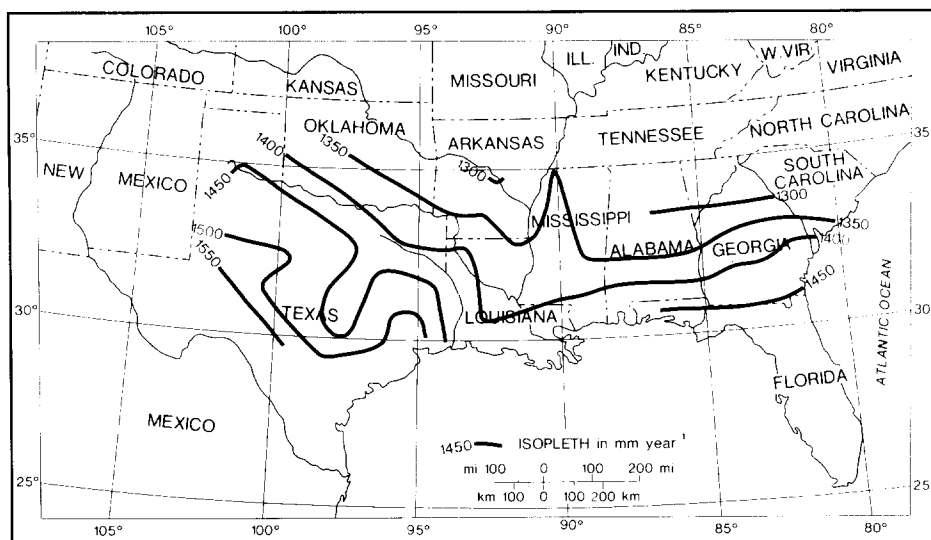 105° 100° 95° 90° 85° 80°
ILL. IND. W.VIR.
COLORADO KANSAS MISSOURI KENTUCKY VIRGINIA
35° OKLAHOMA ARKANSAS TENNESSEE NORTH CAROLINA 35°
1400 1350
NEW MEXICO 1450 1300 SOUTH CAROLINA
1300
MISSISSIPPI 1350
1500 ALABAMA GEORGIA 1400
1550
1450
30° TEXAS LOUISIANA 30°
ATLANTIC OCEAN
FLORIDA
MEXICO
1450 ISOPLETH in mm year ¹
mi 100 0 100 200 mi
km 100 0 100 200 km
25° 25°
105° 100° 95° 90° 85° 80°